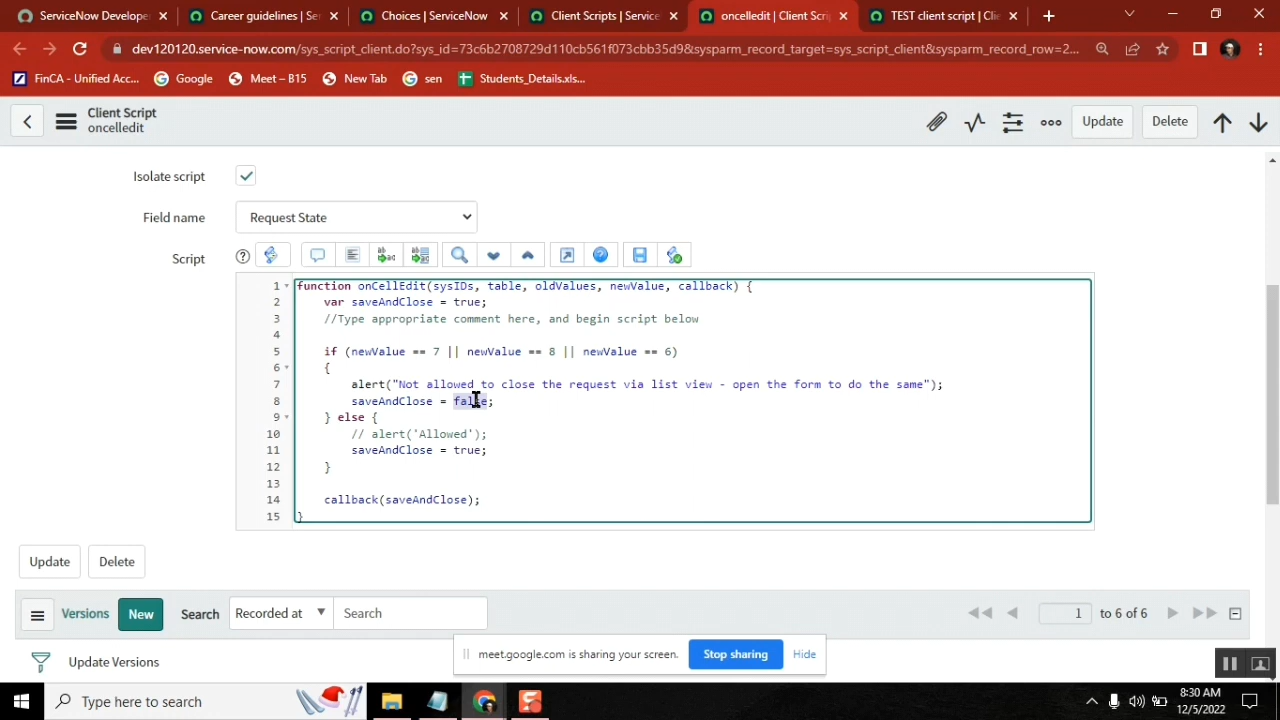 ServiceNow Develope
Career guidelines | Se
Choices | ServiceNow
Client Scripts | Service
oncelledit | Client Scri
TEST client script | Cli
dev120120.service-now.com/sys_script_client.do?sys_id=73c6b2708729d110cb561f073cbb35d9&sysparm_record_target=sys_script_client&sysparm_record_row=2...
FinCA - Unified Acc...
Google
Meet – B15
New Tab
sen
Students_Details.xls...
Client Script
oncelledit
Update
Delete
Isolate script
Field name
Request State
Script
1 function onCellEdit(sysIDs, table, oldValues, newValue, callback) {
2 var saveAndClose = true;
3 //Type appropriate comment here, and begin script below
4
5 if (newValue == 7 || newValue == 8 || newValue == 6)
6 {
7 alert("Not allowed to close the request via list view - open the form to do the same");
8 saveAndClose = false;
9 } else {
10 // alert('Allowed');
11 saveAndClose = true;
12 }
13
14 callback(saveAndClose);
15 }
Update
Delete
Versions
New
Search
Recorded at
Search
1 to 6 of 6
Update Versions
meet.google.com is sharing your screen.
Stop sharing
Hide
Type here to search
8:30 AM
12/5/2022